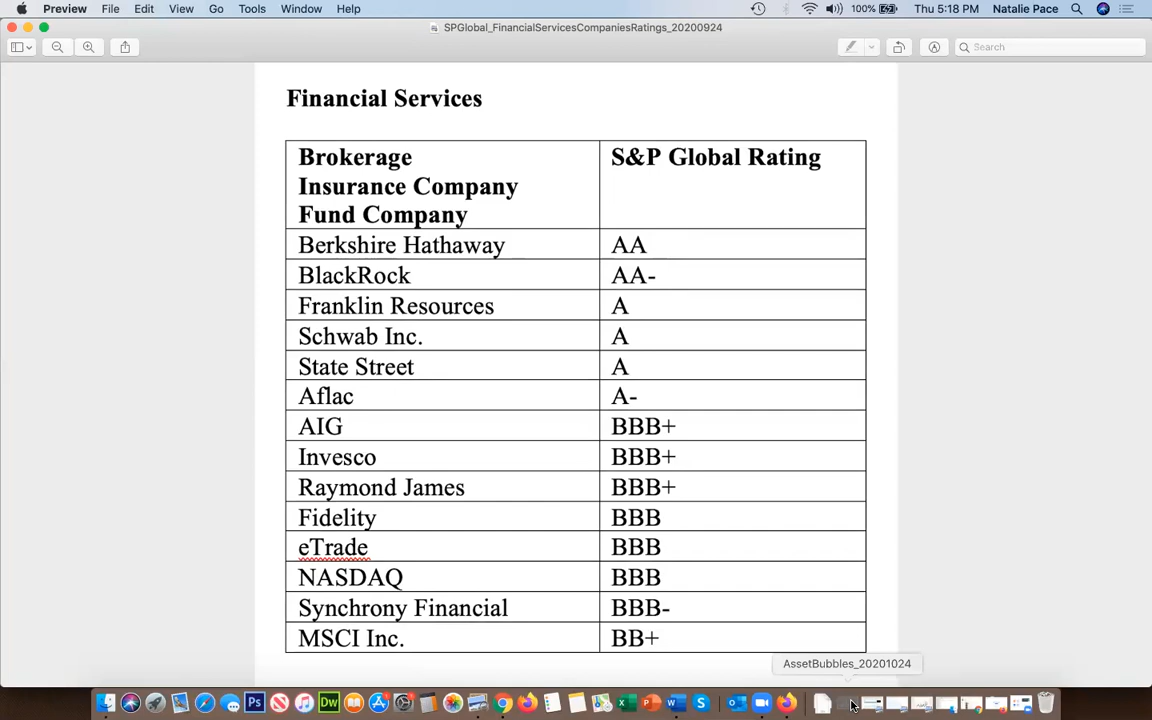 Preview File Edit View Go Tools Window Help 100% Thu 5:18 PM Natalie Pace
SPGlobal_FinancialServicesCompaniesRatings_20200924
Search
Financial Services
Brokerage S&P Global Rating
Insurance Company
Fund Company
Berkshire Hathaway AA
BlackRock AA-
Franklin Resources A
Schwab Inc. A
State Street A
Aflac A-
AIG BBB+
Invesco BBB+
Raymond James BBB+
Fidelity BBB
eTrade BBB
NASDAQ BBB
Synchrony Financial BBB-
MSCI Inc. BB+
AssetBubbles_20201024
Ps Dw